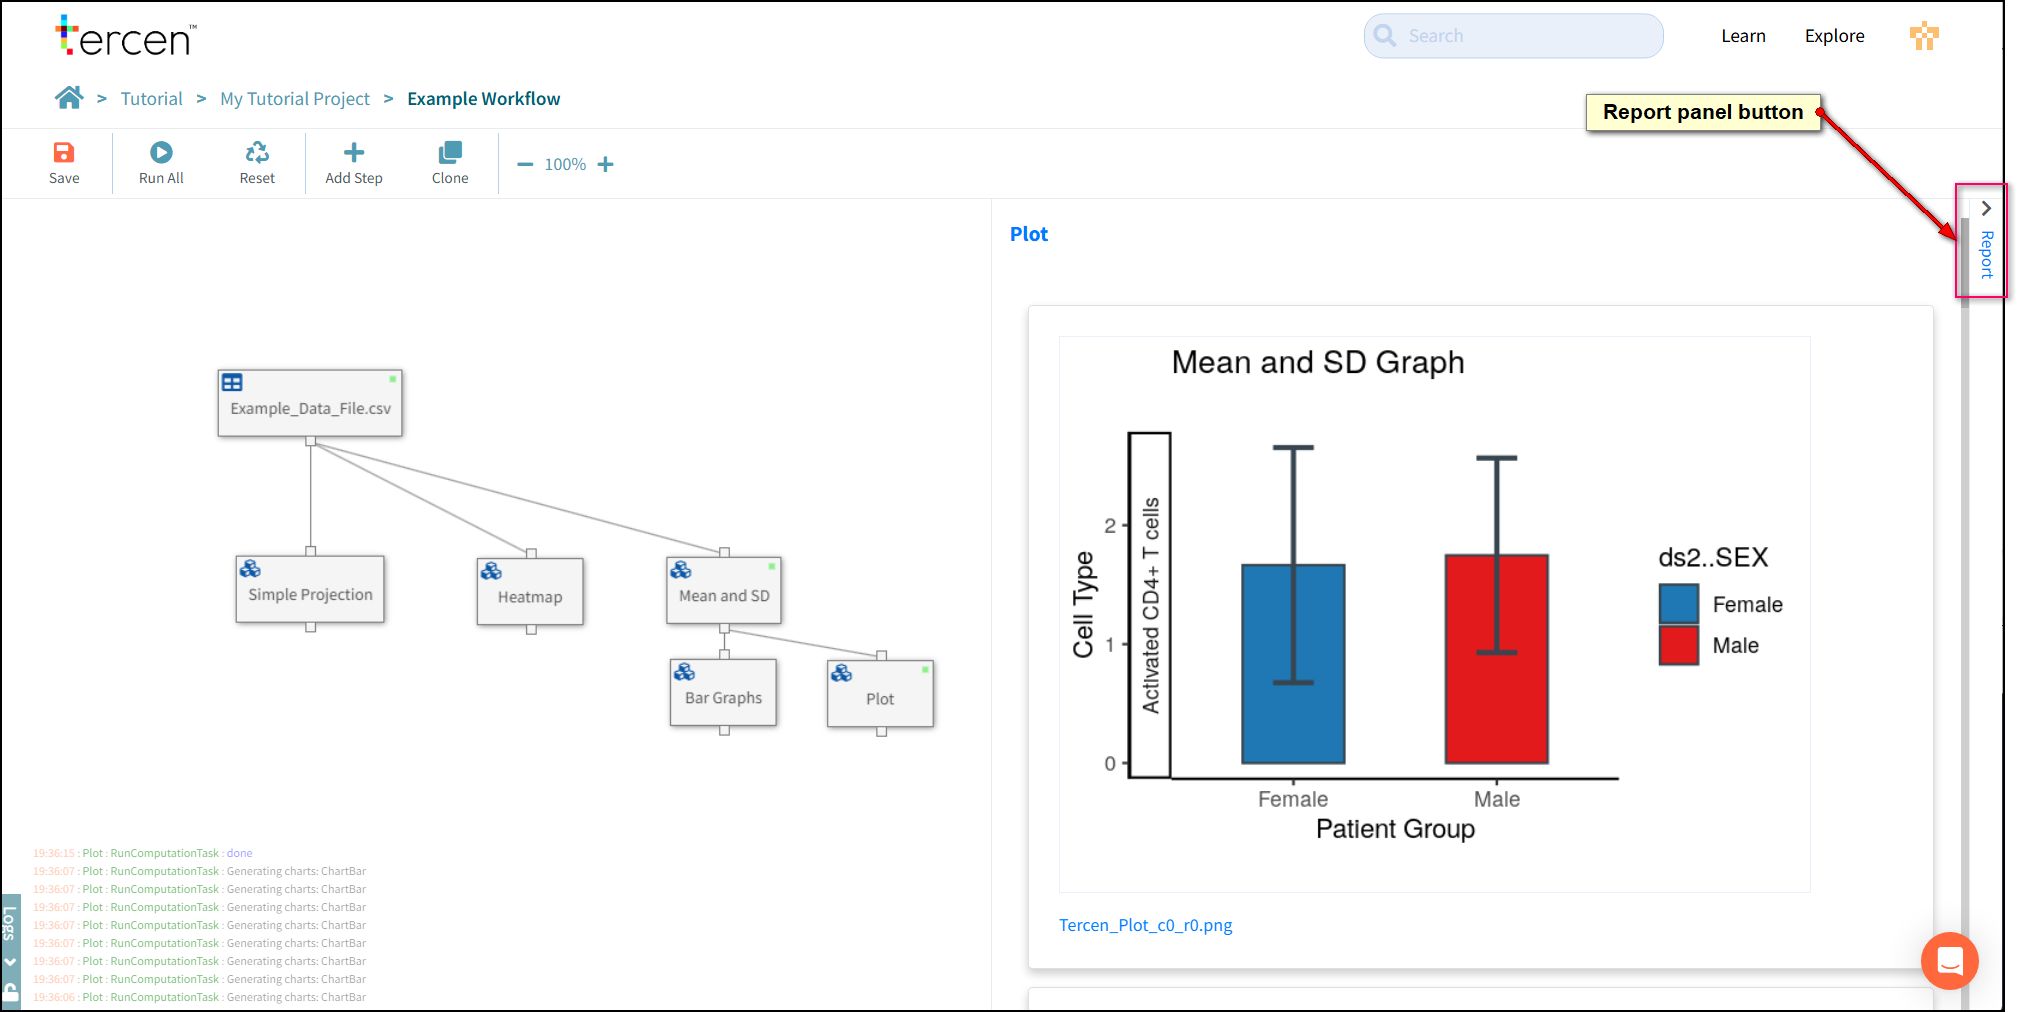 tercen™
Search
Learn
Explore
> Tutorial > My Tutorial Project > Example Workflow
Report panel button
Save
Run All
Reset
Add Step
Clone
100%
Report
Plot
Example_Data_File.csv
Simple Projection
Heatmap
Mean and SD
Bar Graphs
Plot
Mean and SD Graph
Cell Type
Activated CD4+ T cells
2
1
0
Female
Male
Patient Group
ds2..SEX
Female
Male
Tercen_Plot_c0_r0.png
Logs
19:36:15 : Plot : RunComputationTask : done
19:36:07 : Plot : RunComputationTask : Generating charts: ChartBar
19:36:07 : Plot : RunComputationTask : Generating charts: ChartBar
19:36:07 : Plot : RunComputationTask : Generating charts: ChartBar
19:36:07 : Plot : RunComputationTask : Generating charts: ChartBar
19:36:07 : Plot : RunComputationTask : Generating charts: ChartBar
19:36:07 : Plot : RunComputationTask : Generating charts: ChartBar
19:36:07 : Plot : RunComputationTask : Generating charts: ChartBar
19:36:06 : Plot : RunComputationTask : Generating charts: ChartBar